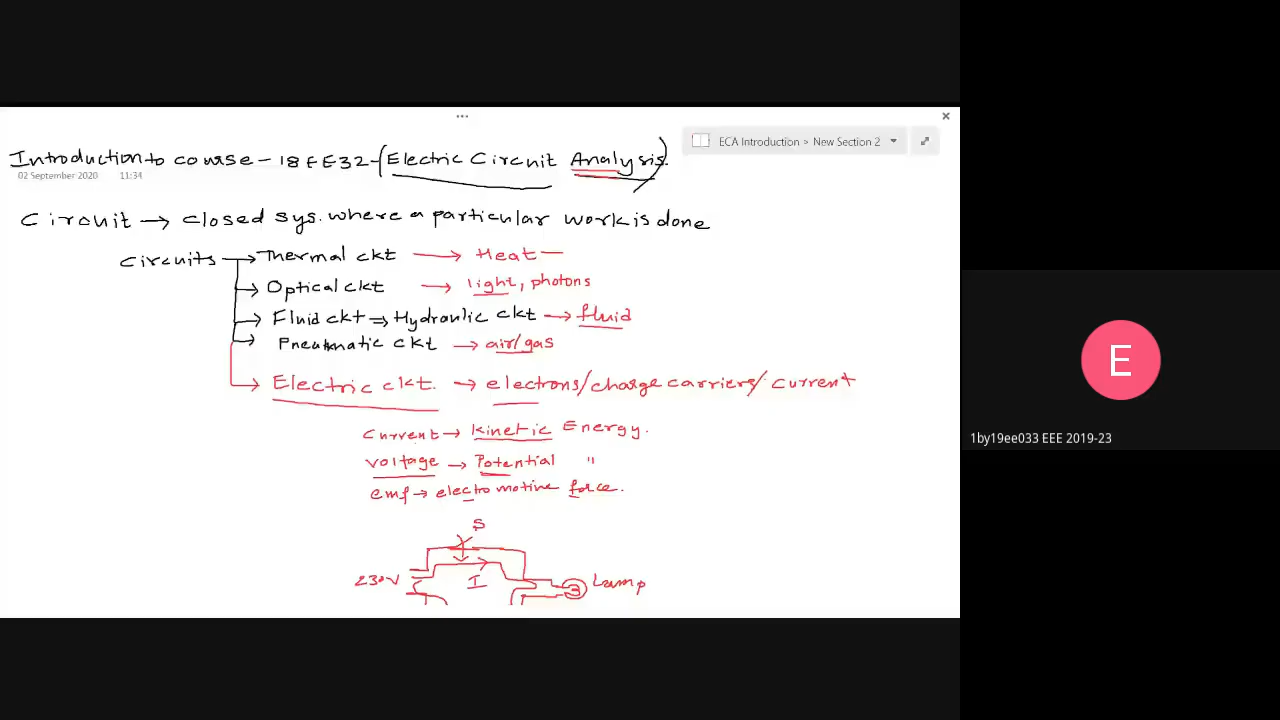 ECA Introduction > New Section 2
Introduction to course - 18EE32 - (Electric Circuit Analysis)
02 September 2020 11:34
Circuit → closed sys. where a particular work is done
Circuits → Thermal ckt → Heat -
→ Optical ckt → light, photons
→ Fluid ckt ⇒ Hydraulic ckt → fluid
→ Pneumatic ckt → air/gas
→ Electric ckt. → electrons/charge carriers/current
Current → kinetic Energy.
voltage → Potential "
emf → electro motive force.
S
230V I Lamp
E
1by19ee033 EEE 2019-23